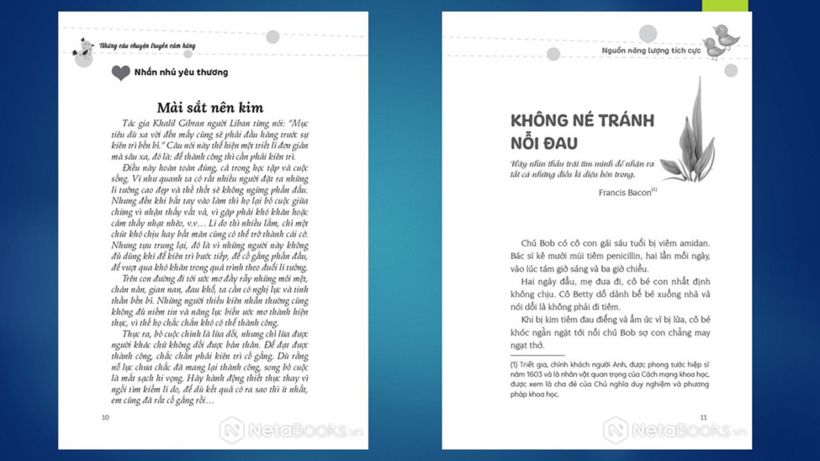 Những câu chuyện truyền cảm hứng
Nhắn nhủ yêu thương
Mài sắt nên kim
Tác gia Khalil Gibran người Liban từng nói: “Mục
tiêu dù xa vời đến mấy cũng sẽ phải đầu hàng trước sự
kiên trì bền bỉ.” Câu nói này thể hiện một triết lí đơn giản
mà sâu xa, đó là: để thành công thì cần phải kiên trì.
Điều này hoàn toàn đúng, cả trong học tập và cuộc
sống. Ví như quanh ta có rất nhiều người đặt ra những
lí tưởng cao đẹp và thề thốt sẽ không ngừng phấn đấu.
Nhưng đến khi bắt tay vào làm thì họ lại bỏ cuộc giữa
chừng vì nhận thấy vất vả, vì gặp phải khó khăn hoặc
cảm thấy nhạt nhẽo, v.v... Lí do thì nhiều lắm, chỉ một
chút khó chịu hay bất mãn cũng có thể trở thành cái cớ.
Nhưng tựu trung lại, đó là vì những người này không
đủ dũng khí để kiên trì bước tiếp, để cố gắng phấn đấu,
để vượt qua khó khăn trong quá trình theo đuổi lí tưởng.
Trên con đường đi tới ước mơ đầy rẫy những mỏi mệt,
chán nản, gian nan, đau khổ, ta cần có nghị lực và tinh
thần bền bỉ. Những người thiếu kiên nhẫn thường cũng
không đủ niềm tin và năng lực biến ước mơ thành hiện
thực, vì thế họ chắc chắn khó có thể thành công.
Thực ra, bỏ cuộc chính là lừa dối, nhưng chỉ lừa được
người khác chứ không dối được bản thân. Để đạt được
thành công, chắc chắn phải kiên trì cố gắng. Dù rằng
nỗ lực chưa chắc đã mang lại thành công, song bỏ cuộc
là mất sạch hi vọng. Hãy hành động thiết thực thay vì
ngồi tìm kiếm lí do, để dù kết quả có ra sao thì ít nhất,
em cũng đã rất cố gắng rồi...
10
NetaBooks.vn
Nguồn năng lượng tích cực
KHÔNG NÉ TRÁNH
NỖI ĐAU
Hãy nhìn thấu trái tim mình để nhận ra
tất cả những điều kì diệu bên trong.
Francis Bacon(1)
Chú Bob có cô con gái sáu tuổi bị viêm amidan.
Bác sĩ kê mười mũi tiêm penicillin, hai lần mỗi ngày,
vào lúc tám giờ sáng và ba giờ chiều.
Hai ngày đầu, mẹ đưa đi, cô bé con nhất định
không chịu. Cô Betty dỗ dành bế bé xuống nhà và
nói dối là không phải đi tiêm.
Khi bị kim tiêm đau điếng và ấm ức vì bị lừa, cô bé
khóc ngằn ngặt tới nỗi chú Bob sợ con chẳng may
ngạt thở.
(1) Triết gia, chính khách người Anh, được phong tước hiệp sĩ
năm 1603 và là nhân vật quan trọng của Cách mạng khoa học,
được xem là cha đẻ của Chủ nghĩa duy nghiệm và phương
pháp khoa học.
11
NetaBooks.vn